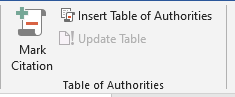 Mark
Citation
Insert Table of Authorities
Update Table
Table of Authorities